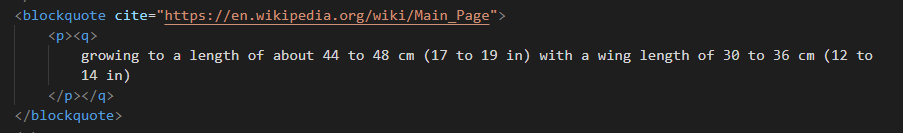 <blockquote cite="https://en.wikipedia.org/wiki/Main_Page">
<p><q>
growing to a length of about 44 to 48 cm (17 to 19 in) with a wing length of 30 to 36 cm (12 to
14 in)
</p></q>
</blockquote>